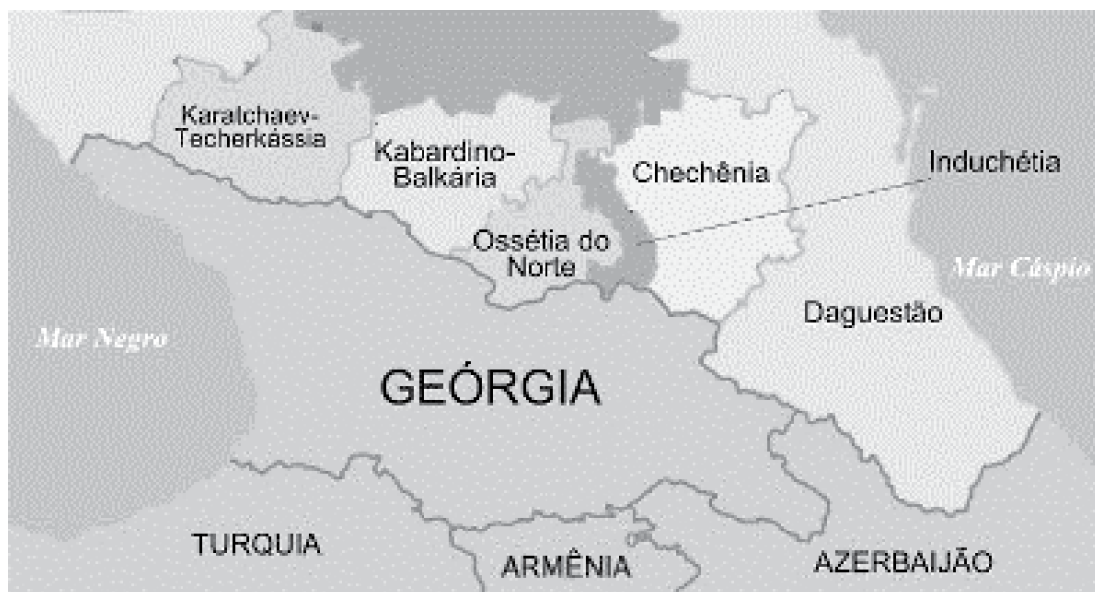 Karatchaev-
Techerkássia
Kabardino-
Balkária
Chechênia
Induchétia
Ossétia do
Norte
Mar Cáspio
Daguestão
Mar Negro
GEÓRGIA
TURQUIA
ARMÊNIA
AZERBAIJÃO